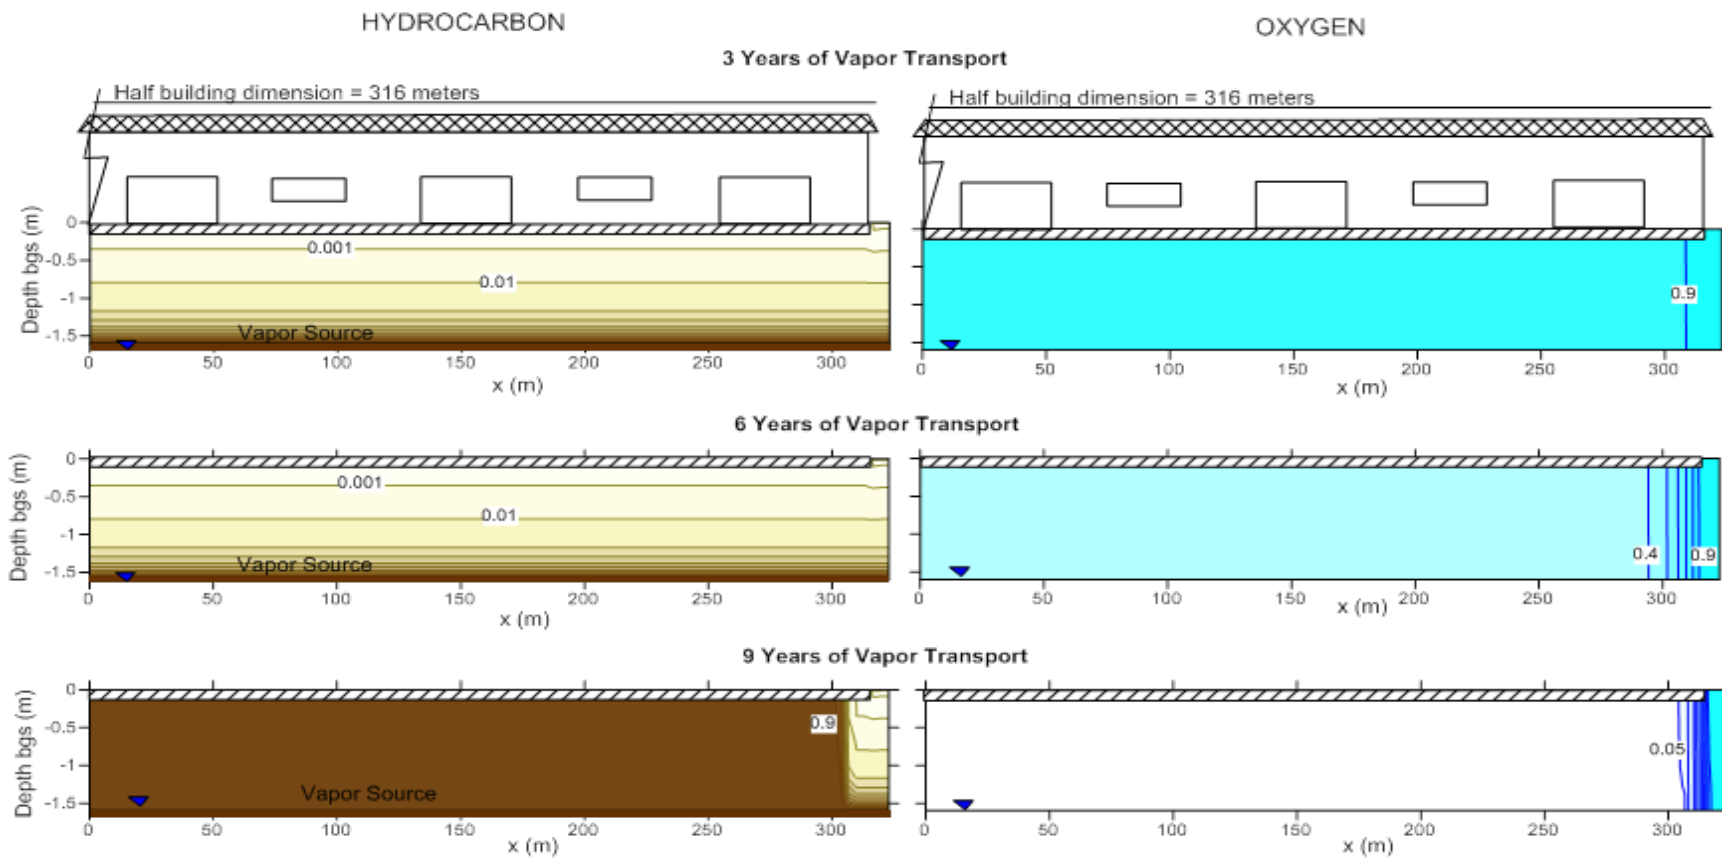 HYDROCARBON
OXYGEN
3 Years of Vapor Transport
Half building dimension = 316 meters
Half building dimension = 316 meters
Depth bgs (m)
0
-0.5
-1
-1.5
0.001
0.01
Vapor Source
0 50 100 150 200 250 300
x (m)
0.9
0 50 100 150 200 250 300
x (m)
6 Years of Vapor Transport
Depth bgs (m)
0
-0.5
-1
-1.5
0.001
0.01
Vapor Source
0 50 100 150 200 250 300
x (m)
0.4 0.9
0 50 100 150 200 250 300
x (m)
9 Years of Vapor Transport
Depth bgs (m)
0
-0.5
-1
-1.5
0.9
Vapor Source
0 50 100 150 200 250 300
x (m)
0.05
0 50 100 150 200 250 300
x (m)